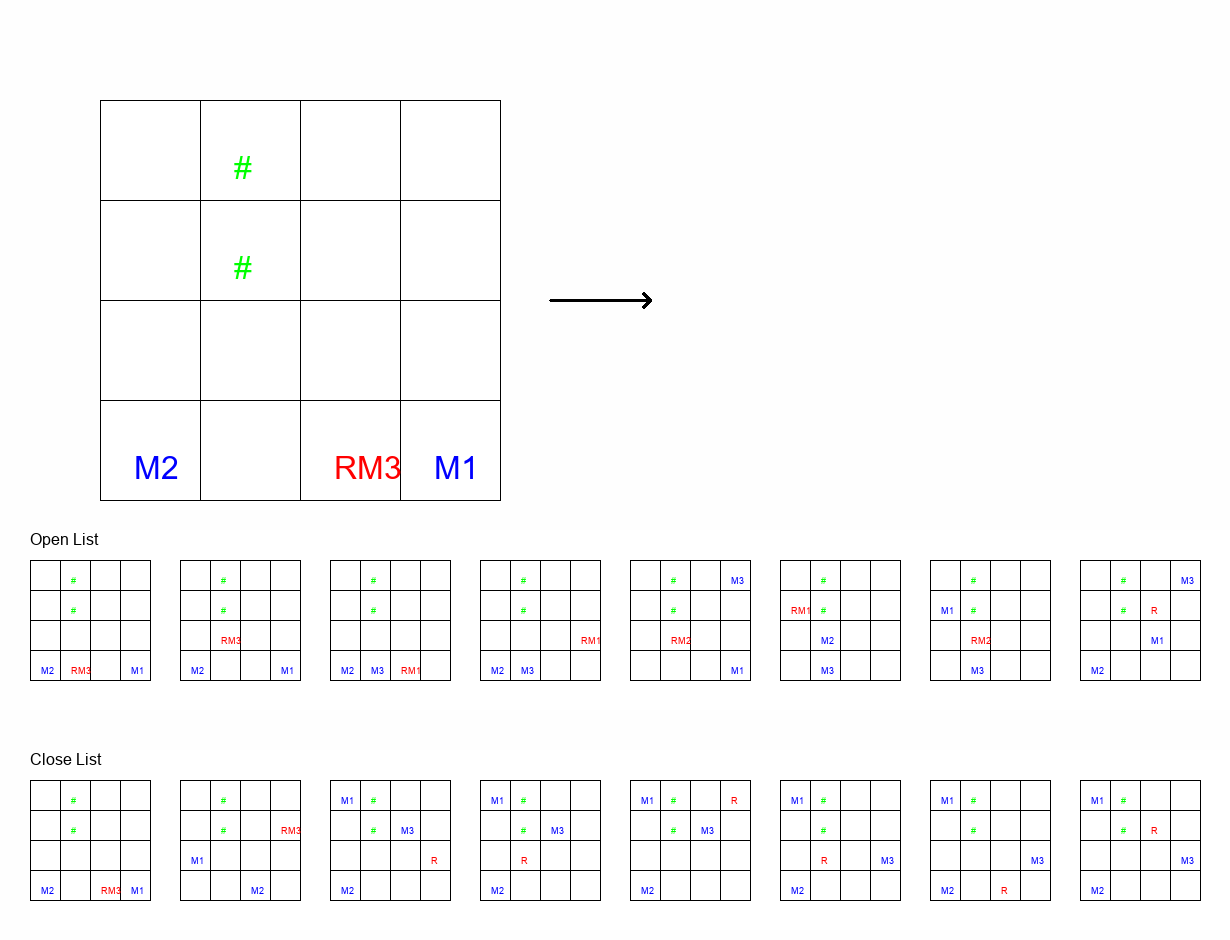 #
#
M2 RM3 M1
Open List
# # # # # M3 # # # M3
# # # # # RM1 # M1 # # R
RM3 RM1 RM2 M2 RM2 M1
M2 RM3 M1 M2 M1 M2 M3 RM1 M2 M3 M1 M3 M3 M2
Close List
# # M1 # M1 # M1 # R M1 # M1 # M1 #
# # RM3 # M3 # M3 # M3 # # # R
M1 R R R M3 M3 M3
M2 RM3 M1 M2 M2 M2 M2 M2 M2 R M2